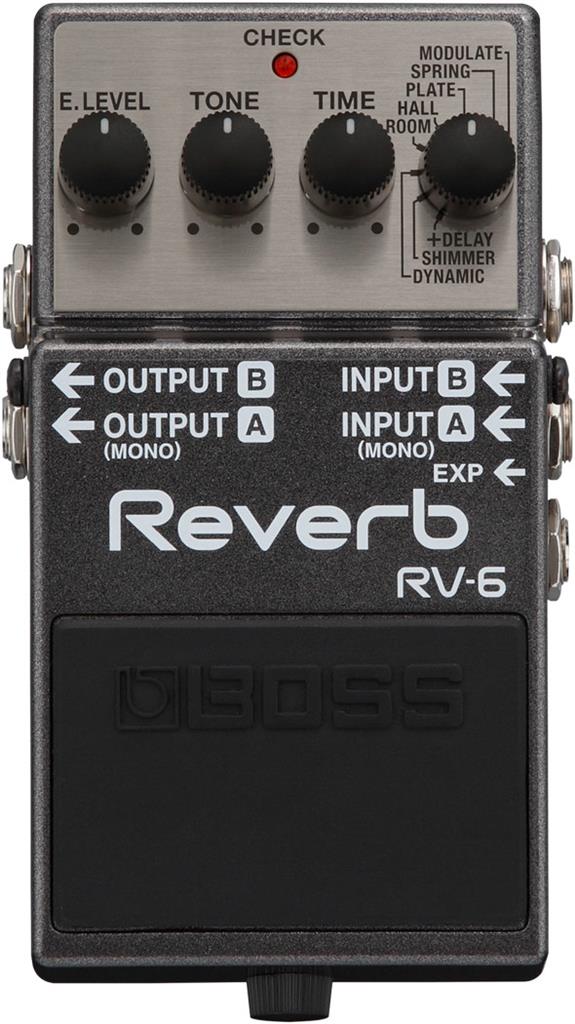 CHECK
E.LEVEL
TONE
TIME
MODULATE
SPRING
PLATE
HALL
ROOM
+DELAY
SHIMMER
DYNAMIC
← OUTPUT B
INPUT B ←
← OUTPUT A
(MONO)
INPUT A ←
(MONO)
EXP ←
Reverb
RV-6
BOSS